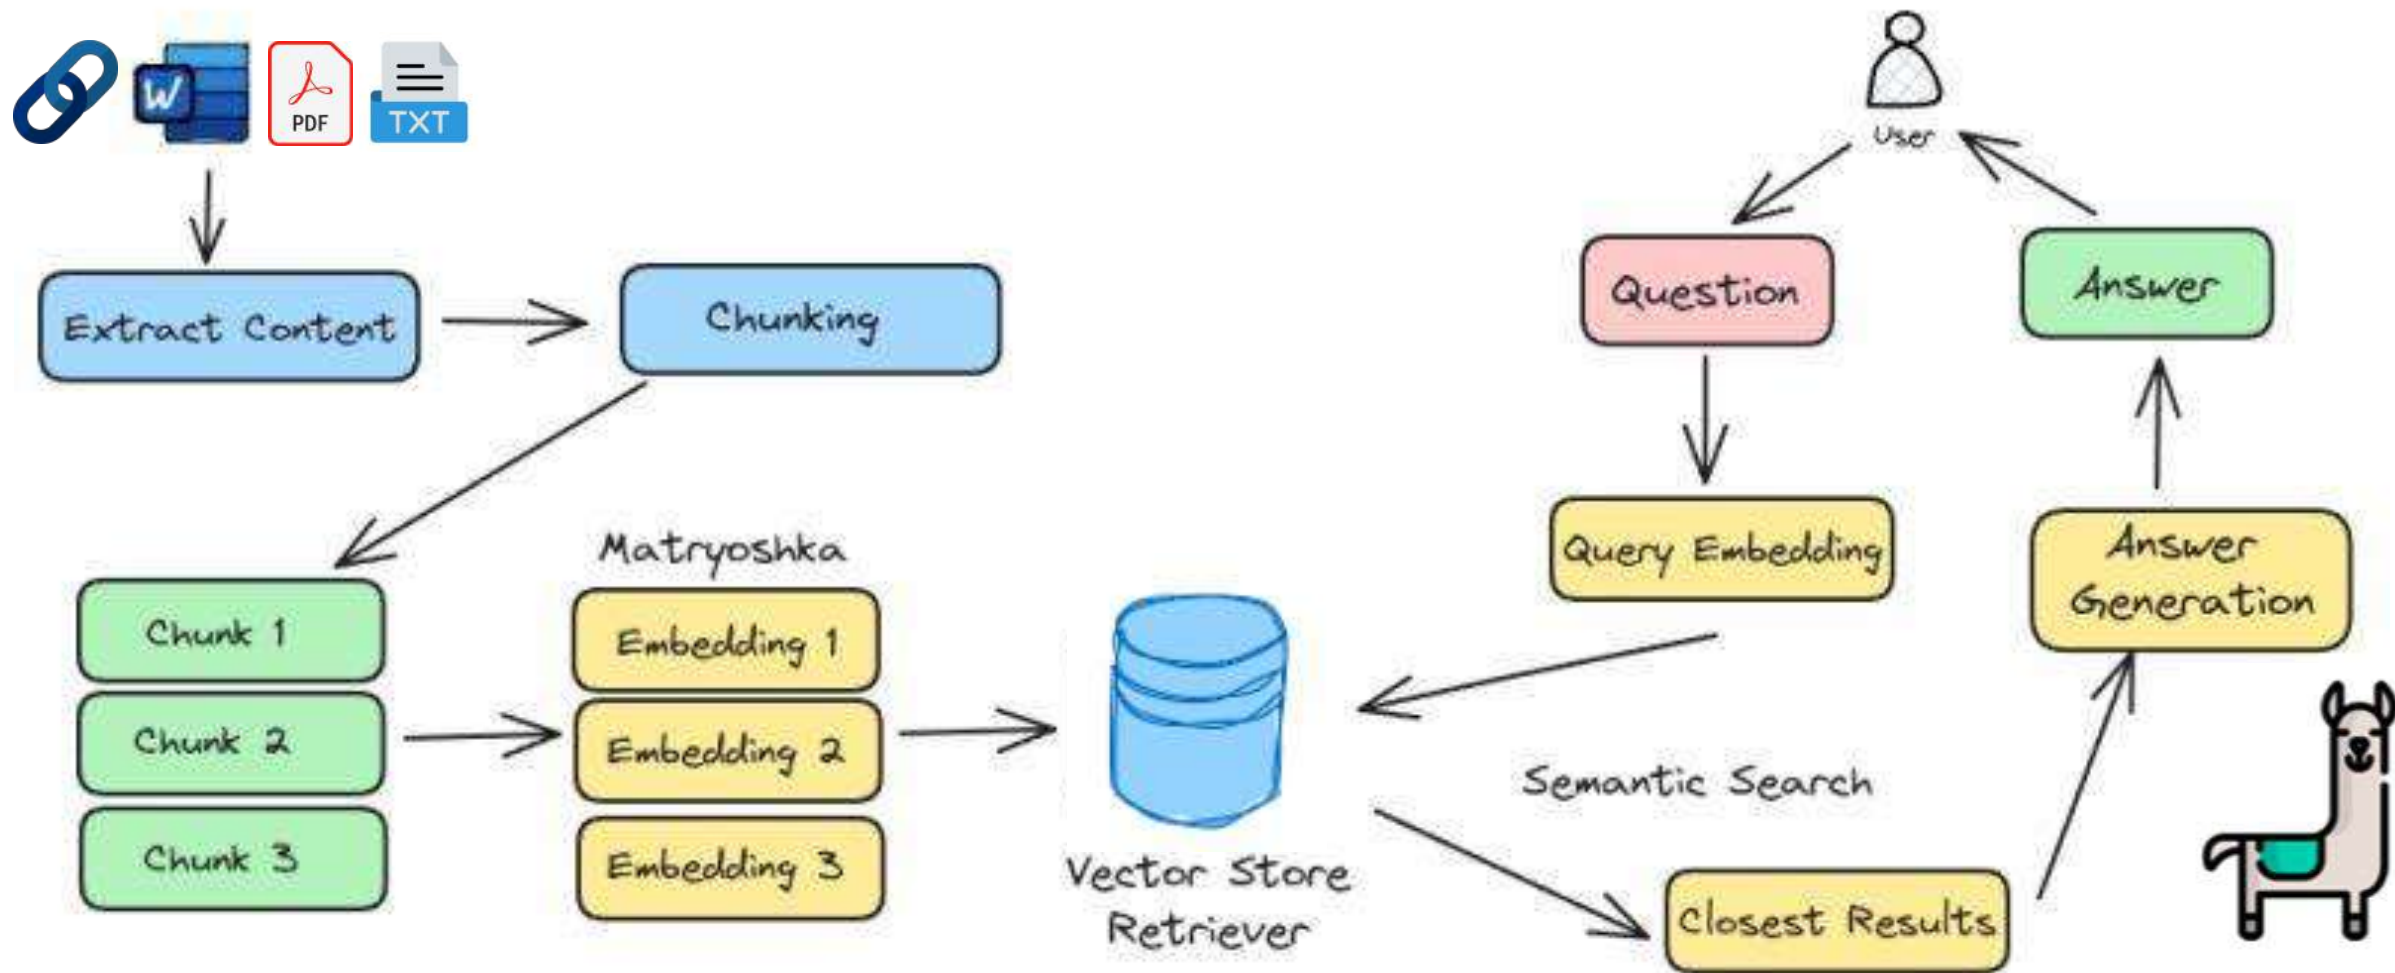 W
PDF
TXT
User
Extract Content
Chunking
Question
Answer
Chunk 1
Chunk 2
Chunk 3
Matryoshka
Embedding 1
Embedding 2
Embedding 3
Vector Store
Retriever
Query Embedding
Semantic Search
Closest Results
Answer
Generation